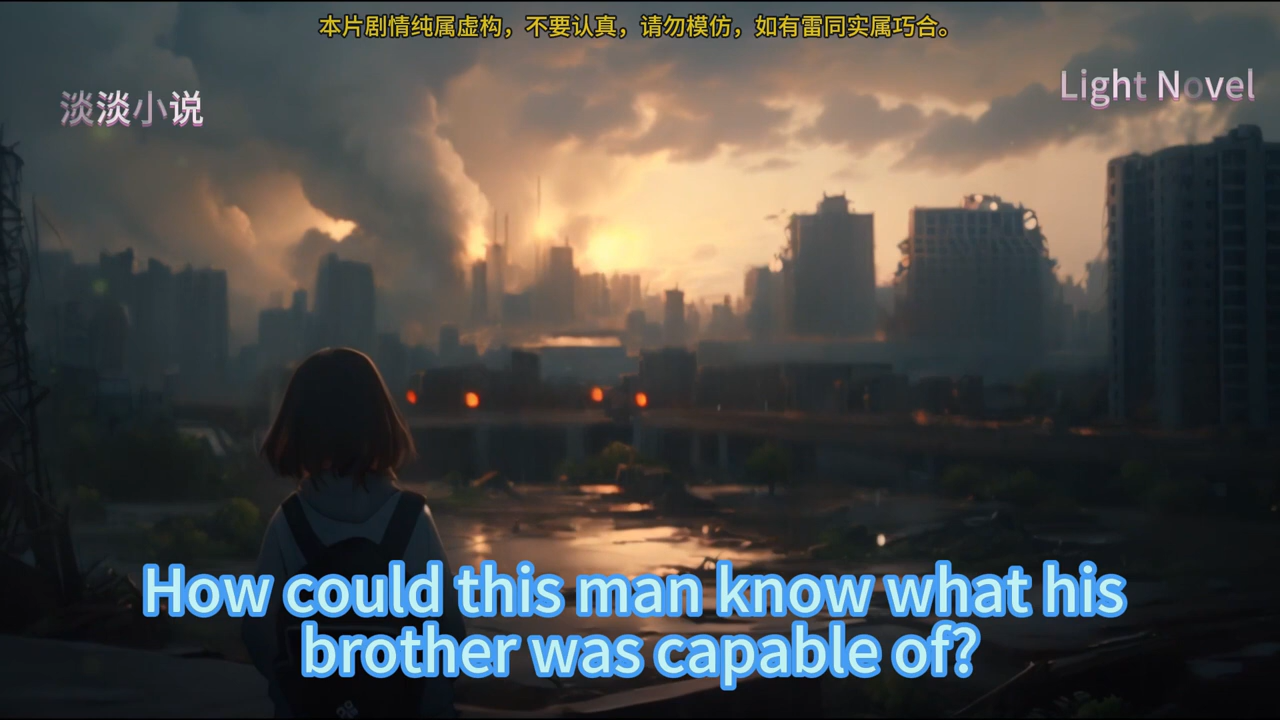 本片剧情纯属虚构，不要认真，请勿模仿，如有雷同实属巧合。
淡淡小说
Light Novel
How could this man know what his
brother was capable of?